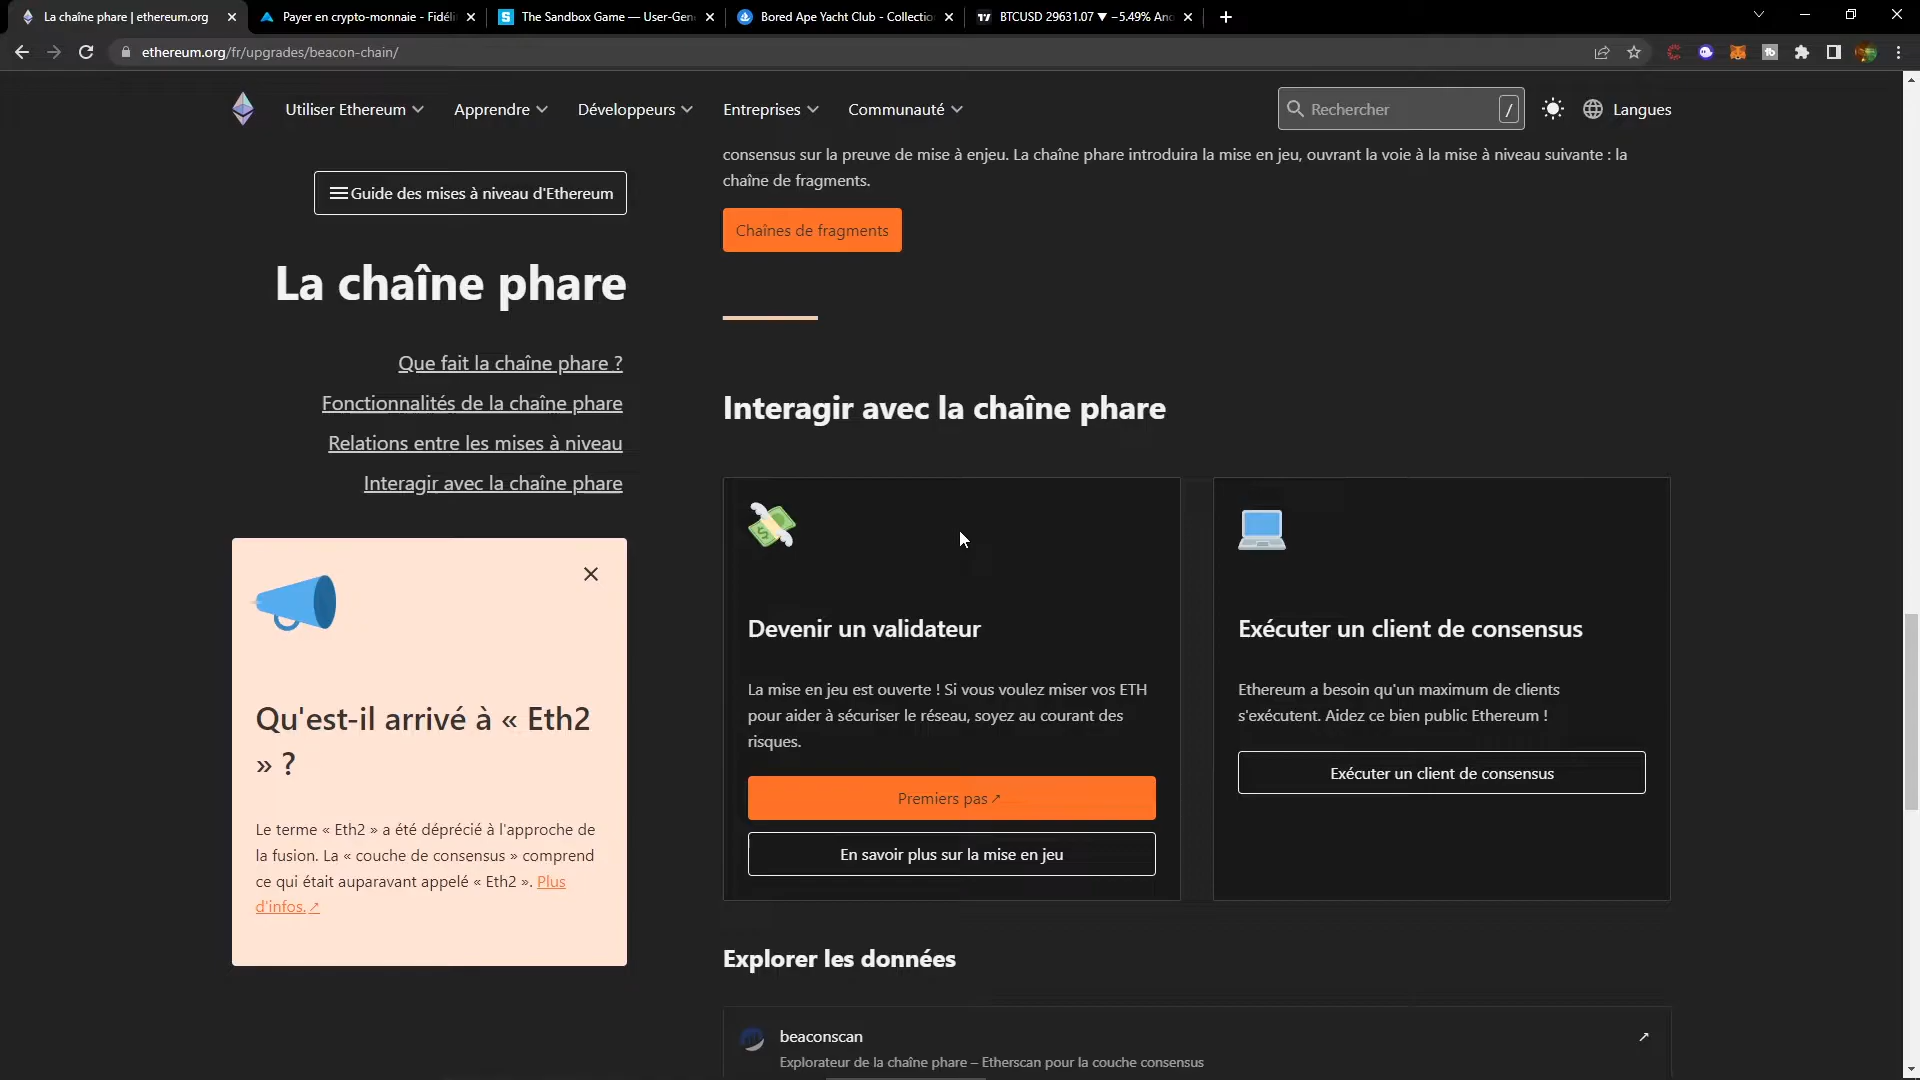 La chaîne phare | ethereum.org
Payer en crypto-monnaie - Fidéli
The Sandbox Game — User-Gen
Bored Ape Yacht Club - Collectio
BTCUSD 29631.07 ▼ −5.49% Ano
ethereum.org/fr/upgrades/beacon-chain/
Utiliser Ethereum
Apprendre
Développeurs
Entreprises
Communauté
Rechercher
/
Langues
Guide des mises à niveau d'Ethereum
La chaîne phare
Que fait la chaîne phare ?
Fonctionnalités de la chaîne phare
Relations entre les mises à niveau
Interagir avec la chaîne phare
Qu'est-il arrivé à « Eth2
» ?
Le terme « Eth2 » a été déprécié à l'approche de
la fusion. La « couche de consensus » comprend
ce qui était auparavant appelé « Eth2 ». Plus
d'infos. ↗
consensus sur la preuve de mise à enjeu. La chaîne phare introduira la mise en jeu, ouvrant la voie à la mise à niveau suivante : la
chaîne de fragments.
Chaînes de fragments
Interagir avec la chaîne phare
Devenir un validateur
La mise en jeu est ouverte ! Si vous voulez miser vos ETH
pour aider à sécuriser le réseau, soyez au courant des
risques.
Premiers pas ↗
En savoir plus sur la mise en jeu
Exécuter un client de consensus
Ethereum a besoin qu'un maximum de clients
s'exécutent. Aidez ce bien public Ethereum !
Exécuter un client de consensus
Explorer les données
beaconscan
↗
Explorateur de la chaîne phare – Etherscan pour la couche consensus